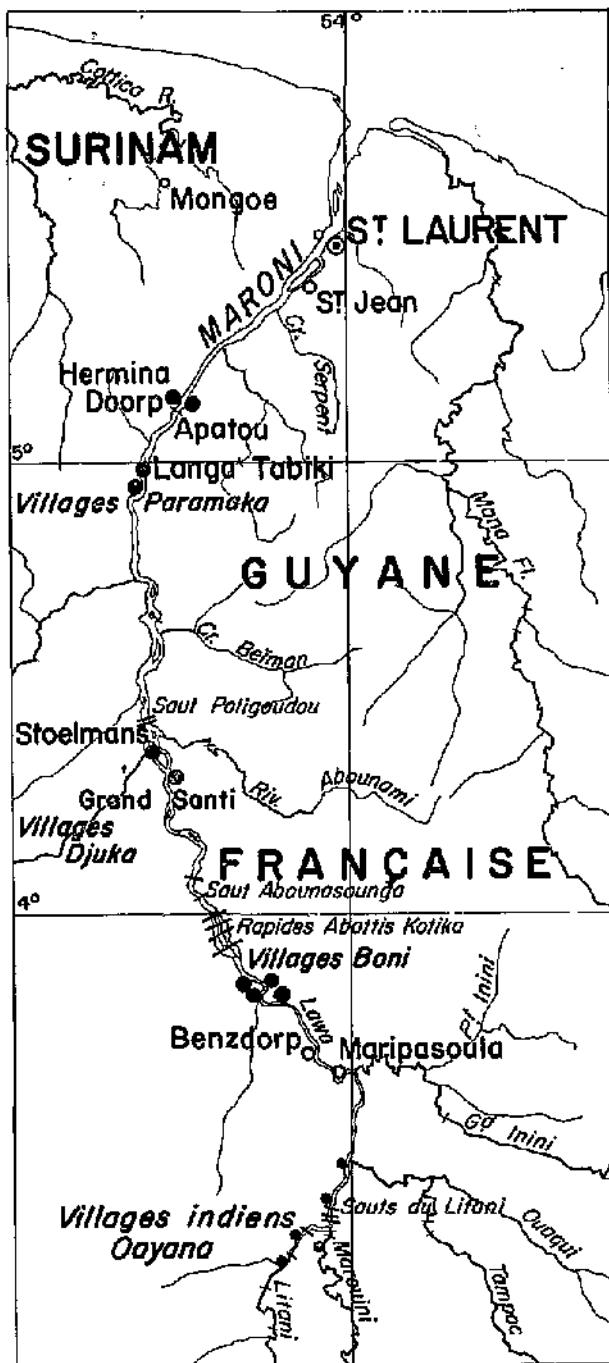 54°
Cottica R.
SURINAM
Mongoe
ST LAURENT
MARONI
St Jean
Cr. Serpent
Hermina
Doorp
Apatou
5°
Langa Tabiki
Villages Paramaka
Mana Fl.
GUYANE
Cr. Beïman
Saut Poligoudou
Stoelmans
Riv. Abounami
Grand Santi
Villages
Djuka
FRANÇAISE
Saut Abounasounga
4°
Rapides Abattis Kotika
Villages Boni
Lawa
Pt Inini
Benzdorp
Maripasoula
Gd Inini
Sauts du Litani
Villages indiens
Oayana
Ouaqui
Marouini
Litani
Tampoc